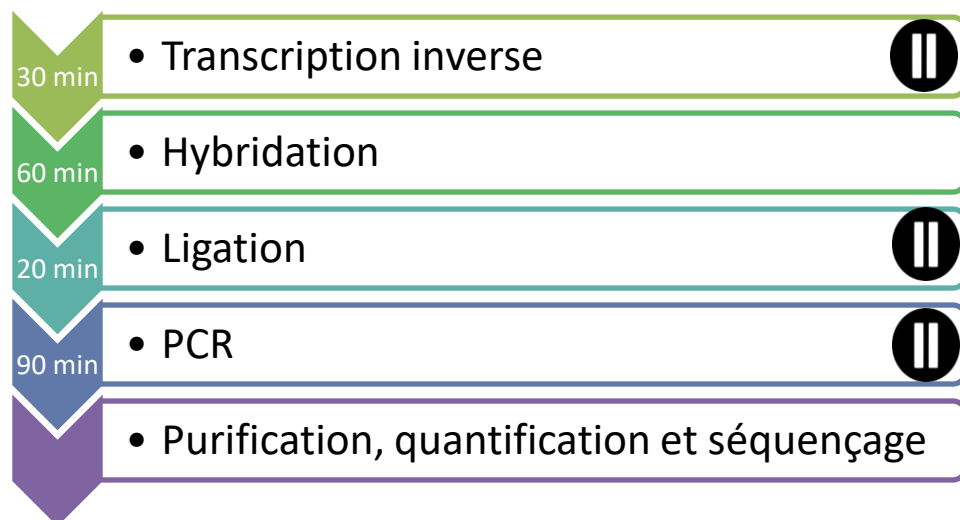 30 min
• Transcription inverse
60 min
• Hybridation
20 min
• Ligation
90 min
• PCR
• Purification, quantification et séquençage